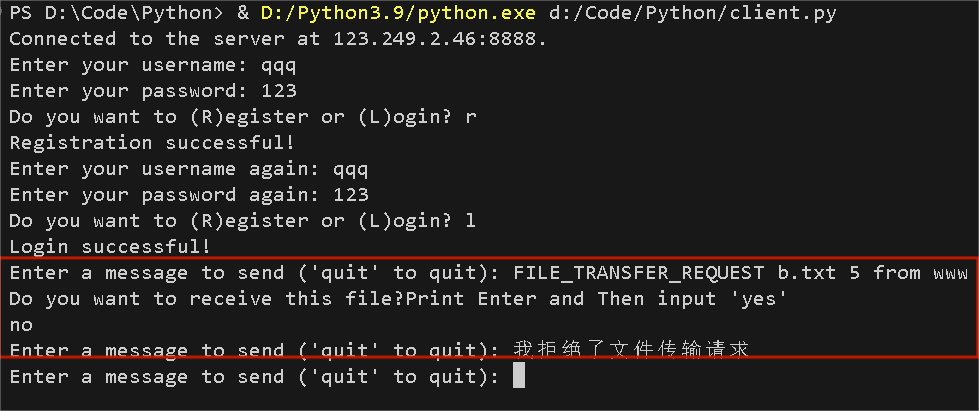 PS D:\Code\Python> & D:/Python3.9/python.exe d:/Code/Python/client.py
Connected to the server at 123.249.2.46:8888.
Enter your username: qqq
Enter your password: 123
Do you want to (R)egister or (L)ogin? r
Registration successful!
Enter your username again: qqq
Enter your password again: 123
Do you want to (R)egister or (L)ogin? l
Login successful!
Enter a message to send ('quit' to quit): FILE_TRANSFER_REQUEST b.txt 5 from www
Do you want to receive this file?Print Enter and Then input 'yes'
no
Enter a message to send ('quit' to quit): 我拒绝了文件传输请求
Enter a message to send ('quit' to quit):